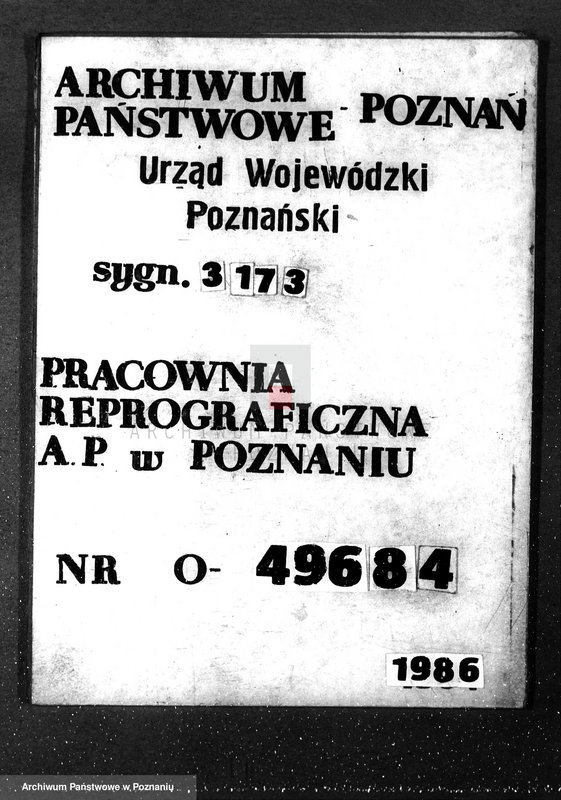 ARCHIWUM
PAŃSTWOWE - POZNAŃ
Urząd Wojewódzki
Poznański
sygn. 3173
PRACOWNIA
REPROGRAFICZNA
A.P. w POZNANIU
NR O- 49684
1986
Archiwum Państwowe w Poznaniu